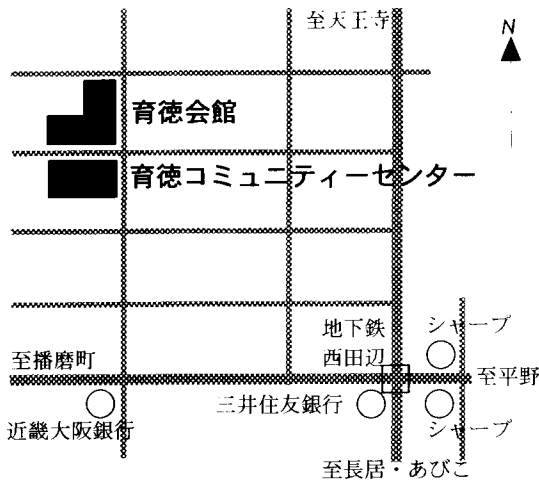 至天王寺
N
育徳会館
育徳コミュニティーセンター
地下鉄
西田辺
シャープ
至播磨町
至平野
三井住友銀行
近畿大阪銀行
シャープ
至長居・あびこ